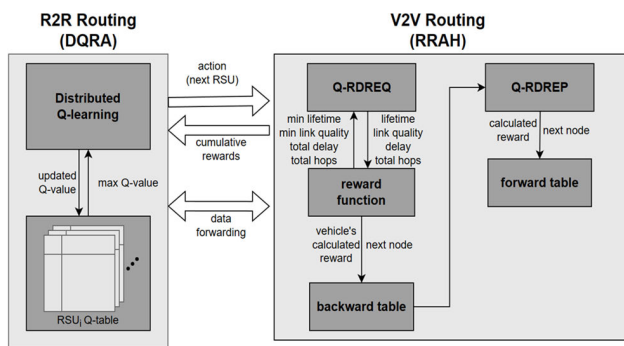 R2R Routing
(DQRA)
V2V Routing
(RRAH)
Distributed
Q-learning
updated
Q-value
max Q-value
RSUi Q-table
action
(next RSU)
cumulative
rewards
data
forwarding
Q-RDREQ
min lifetime
min link quality
total delay
total hops
lifetime
link quality
delay
total hops
reward
function
vehicle's
calculated
reward
next node
backward table
Q-RDREP
calculated
reward
next node
forward table